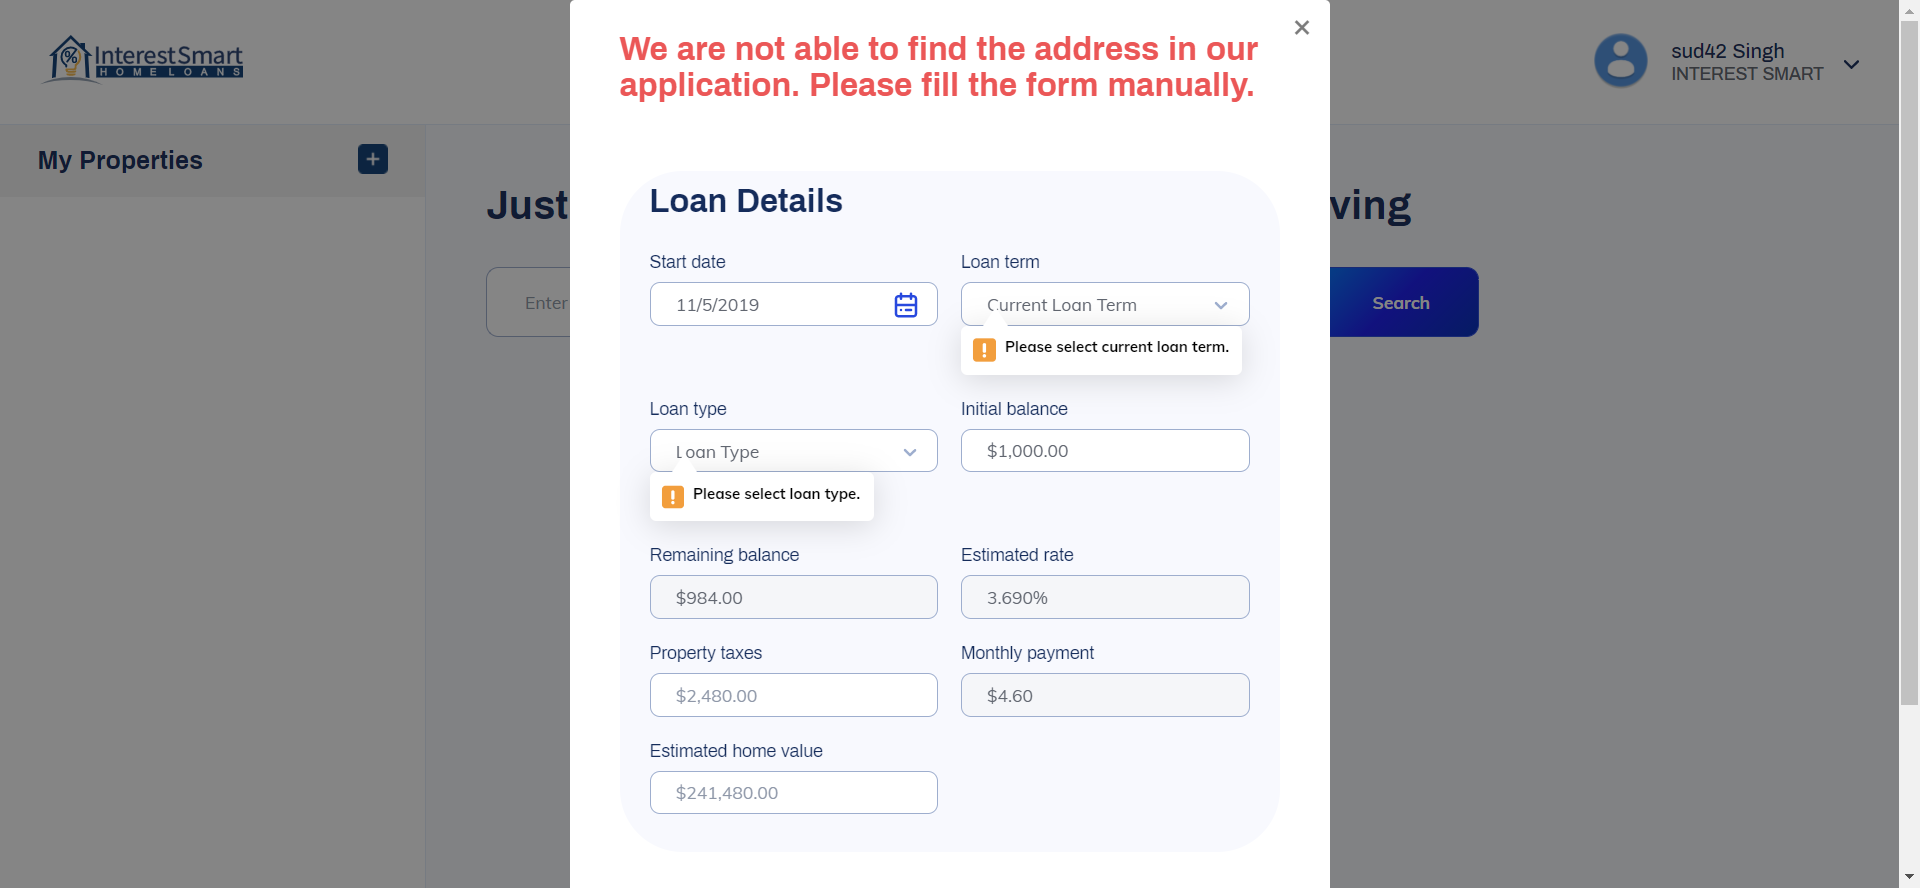 We are not able to find the address in our
application. Please fill the form manually.
InterestSmart
HOME LOANS
sud42 Singh
INTEREST SMART
My Properties
Just
ving
Enter
Search
Loan Details
Start date
Loan term
11/5/2019
Current Loan Term
Please select current loan term.
Loan type
Initial balance
Loan Type
$1,000.00
Please select loan type.
Remaining balance
Estimated rate
$984.00
3.690%
Property taxes
Monthly payment
$2,480.00
$4.60
Estimated home value
$241,480.00